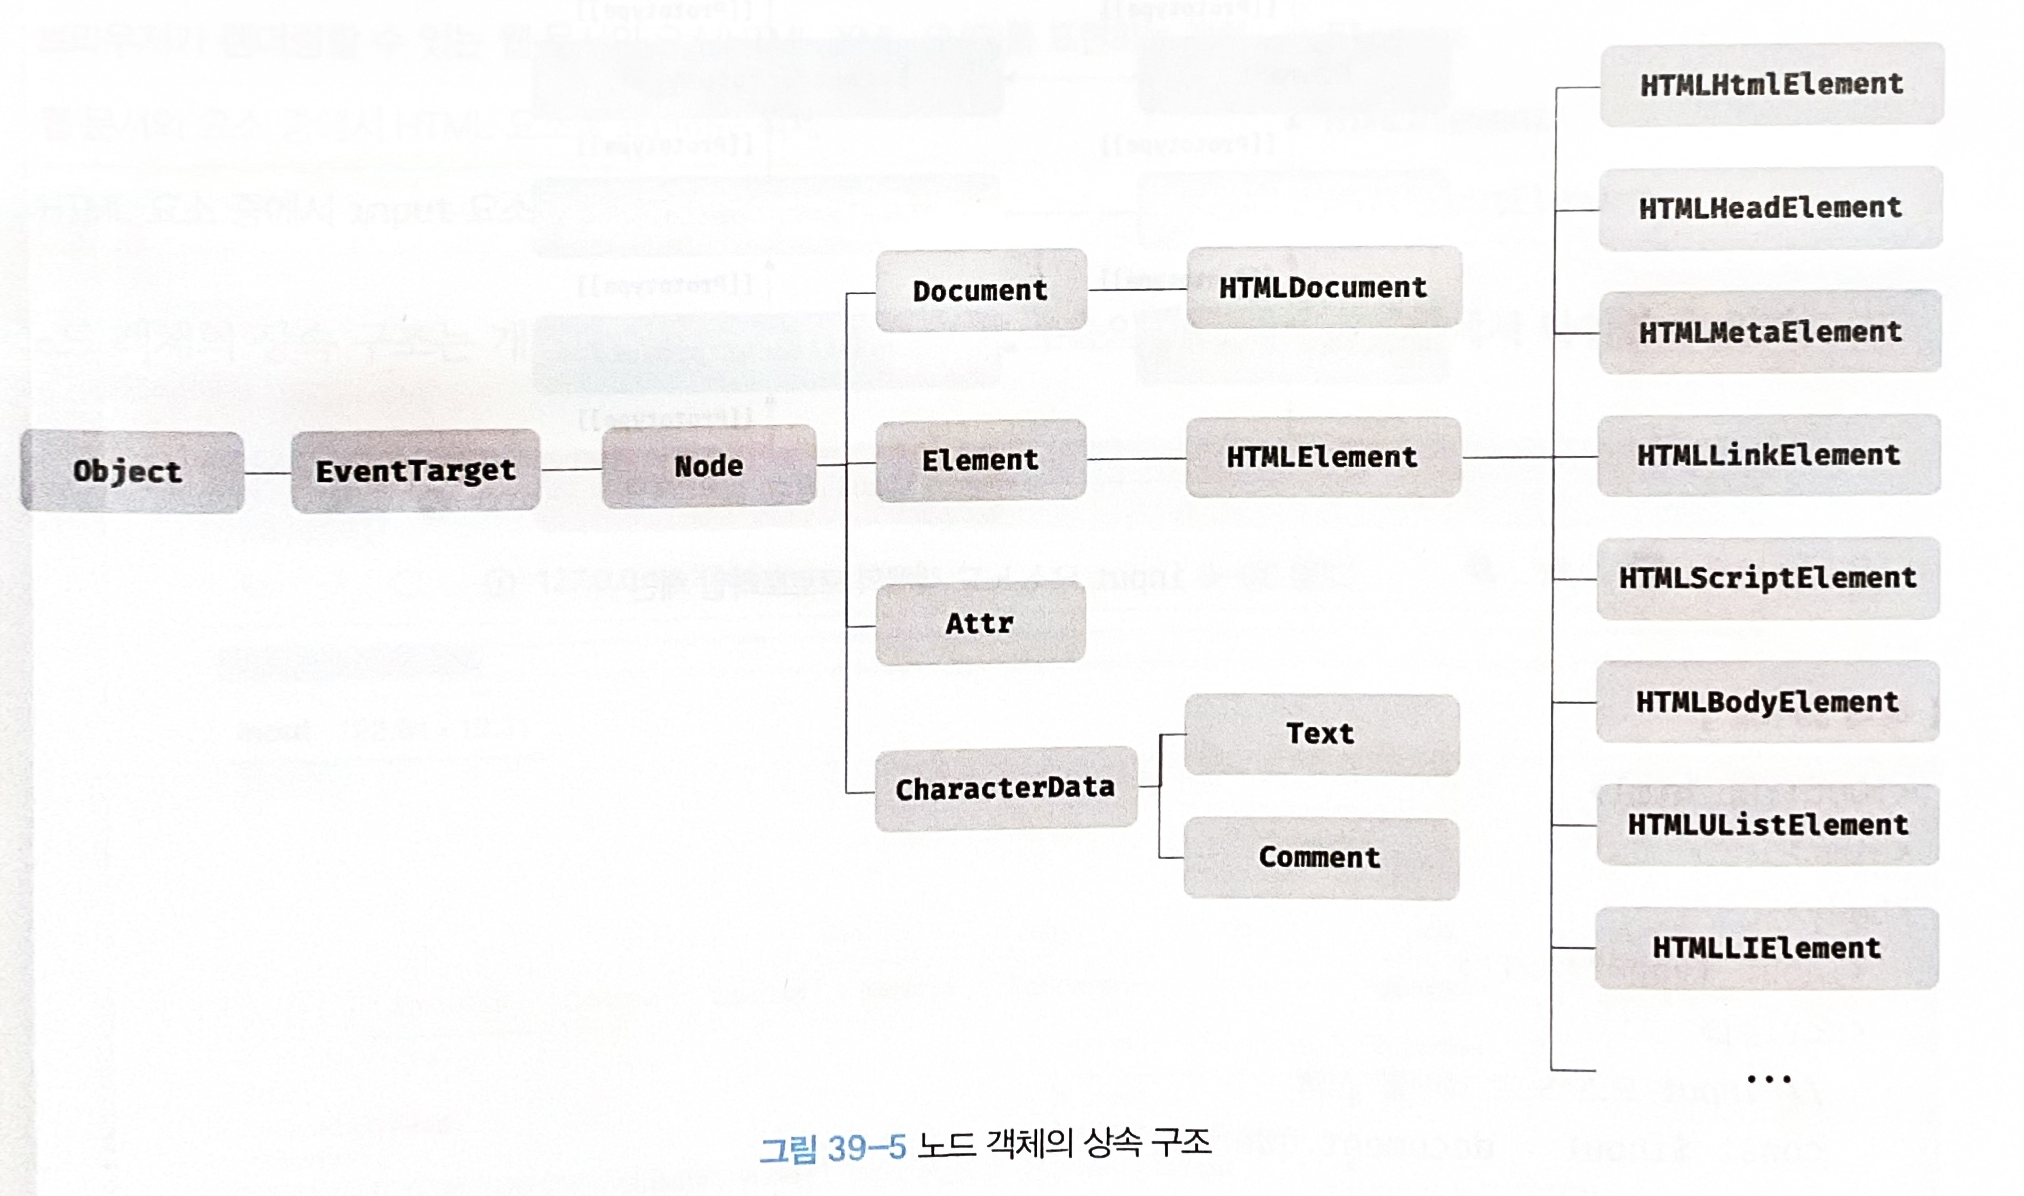 Object
EventTarget
Node
Document
HTMLDocument
Element
HTMLElement
Attr
CharacterData
Text
Comment
HTMLHtmlElement
HTMLHeadElement
HTMLMetaElement
HTMLLinkElement
HTMLScriptElement
HTMLBodyElement
HTMLUListElement
HTMLLIElement
...
그림 39-5 노드 객체의 상속 구조